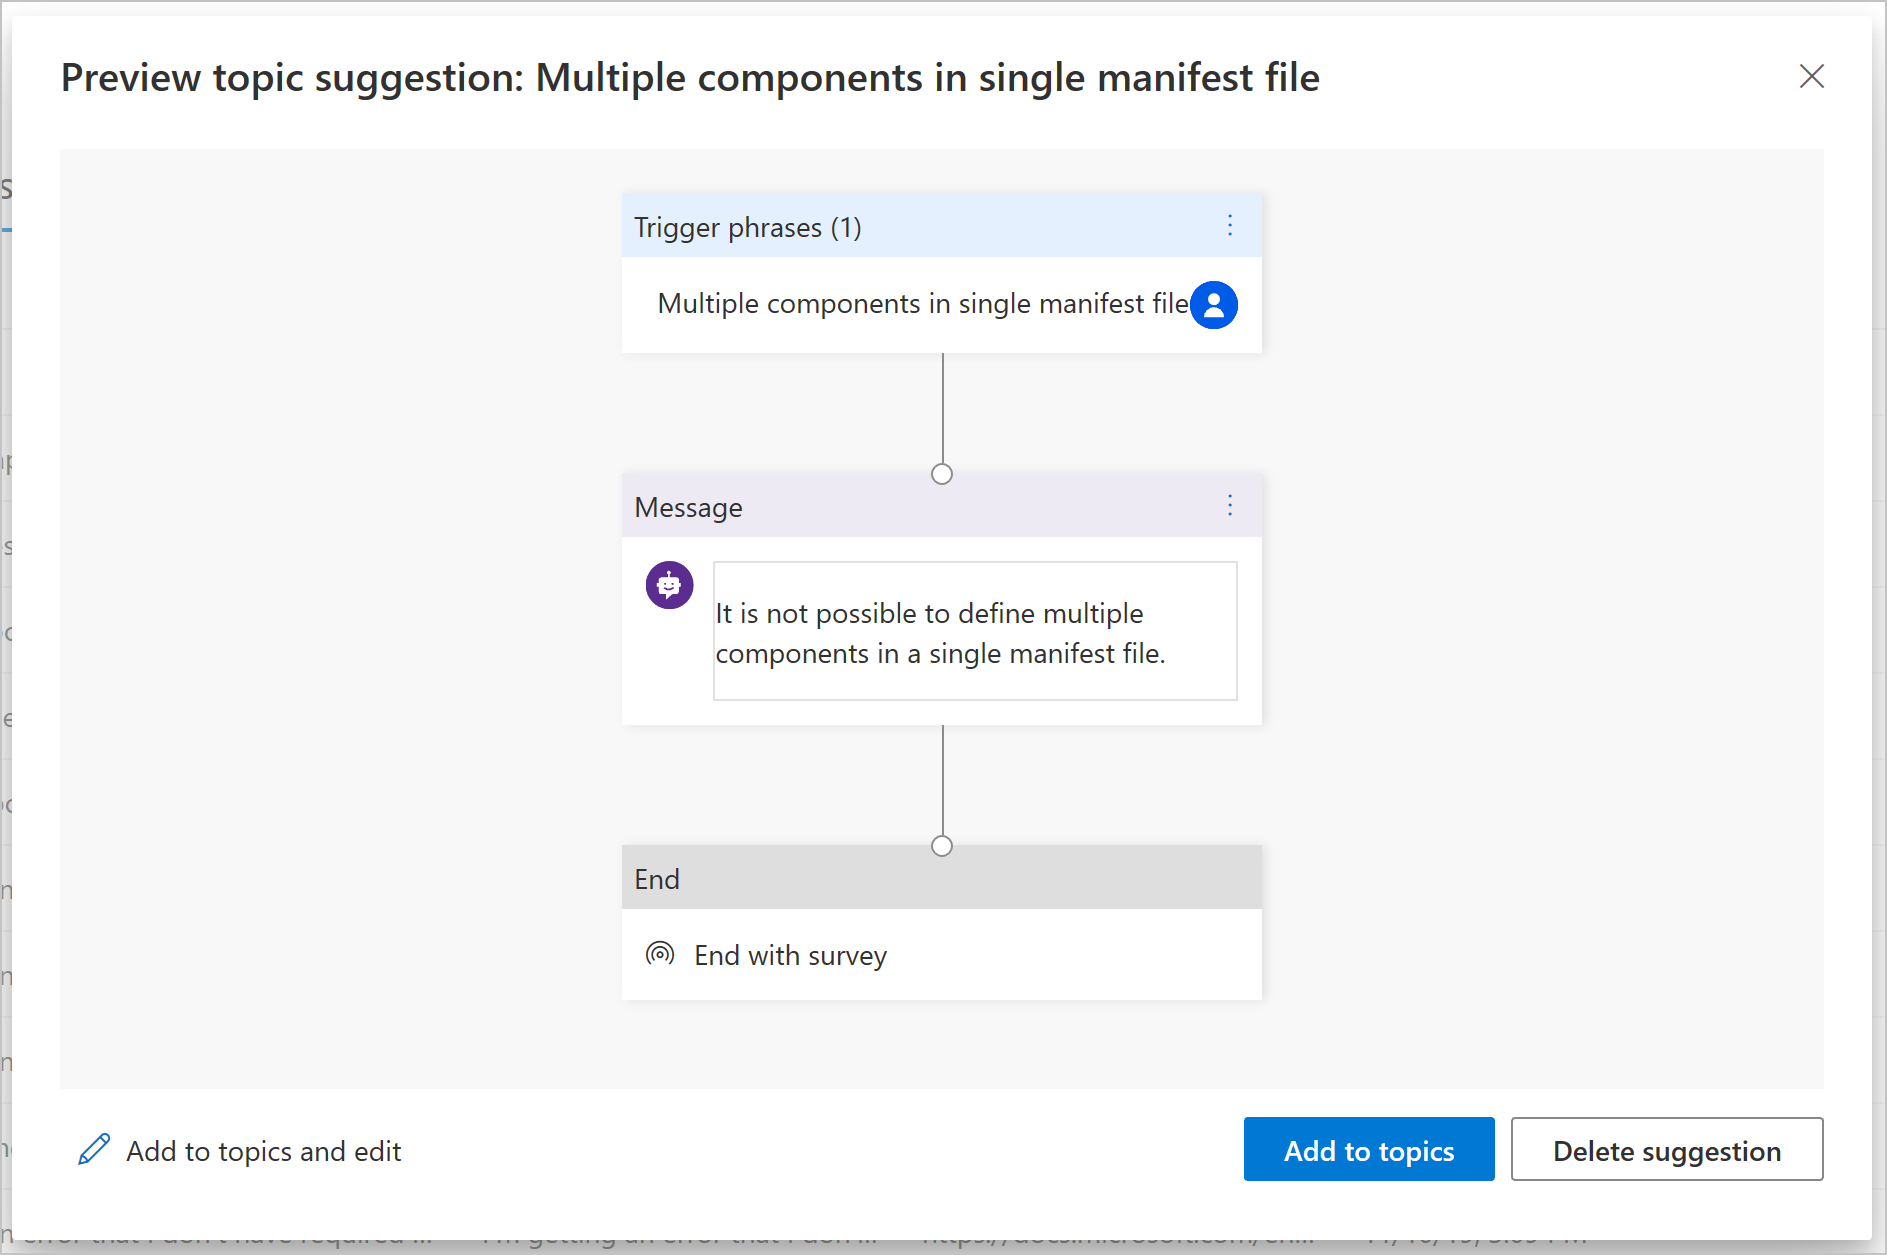 Preview topic suggestion: Multiple components in single manifest file
Trigger phrases (1)
Multiple components in single manifest file
Message
It is not possible to define multiple
components in a single manifest file.
End
End with survey
Add to topics and edit
Add to topics
Delete suggestion